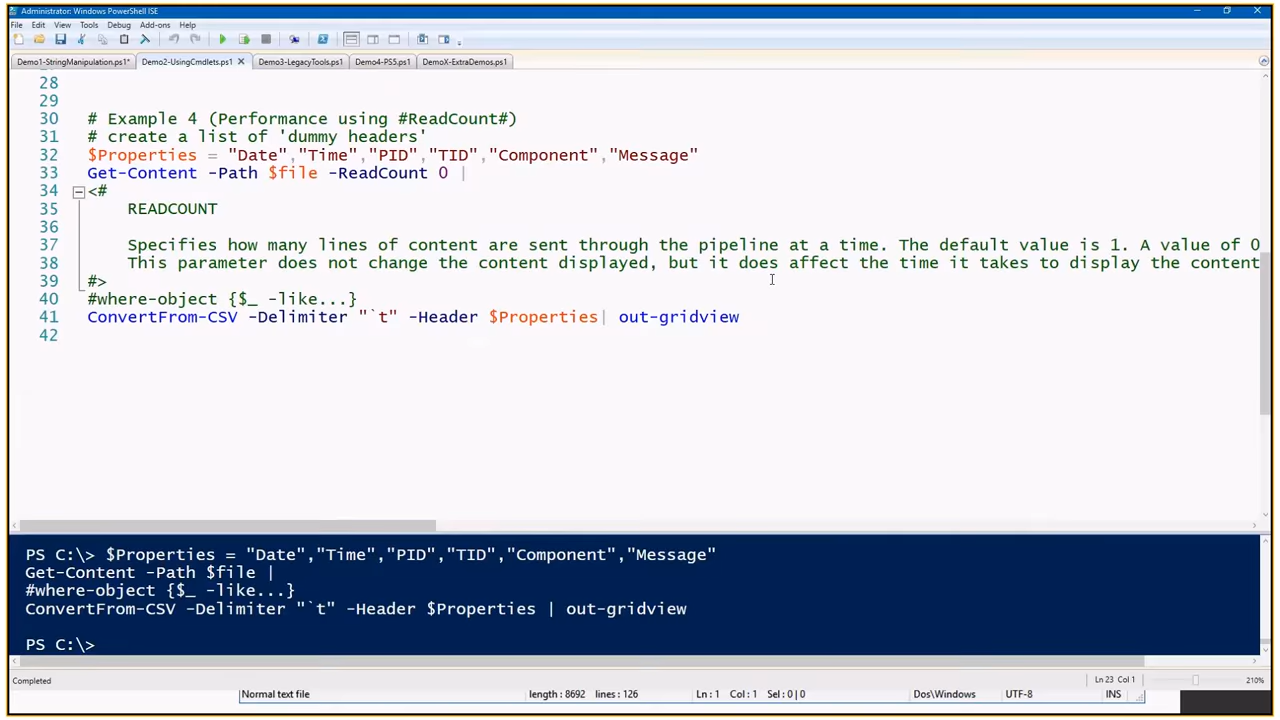 Administrator: Windows PowerShell ISE
File Edit View Tools Debug Add-ons Help
Demo1-StringManipulation.ps1* Demo2-UsingCmdlets.ps1 Demo3-LegacyTools.ps1 Demo4-PS5.ps1 DemoX-ExtraDemos.ps1
28
29
30 # Example 4 (Performance using #ReadCount#)
31 # create a list of 'dummy headers'
32 $Properties = "Date","Time","PID","TID","Component","Message"
33 Get-Content -Path $file -ReadCount 0 |
34 <#
35 READCOUNT
36
37 Specifies how many lines of content are sent through the pipeline at a time. The default value is 1. A value of 0
38 This parameter does not change the content displayed, but it does affect the time it takes to display the content
39 #>
40 #where-object {$_ -like...}
41 ConvertFrom-CSV -Delimiter "`t" -Header $Properties| out-gridview
42
PS C:\> $Properties = "Date","Time","PID","TID","Component","Message"
Get-Content -Path $file |
#where-object {$_ -like...}
ConvertFrom-CSV -Delimiter "`t" -Header $Properties | out-gridview
PS C:\>
Completed Ln 23 Col 1 210%
Normal text file length : 8692 lines : 126 Ln : 1 Col : 1 Sel : 0 | 0 Dos\Windows UTF-8 INS